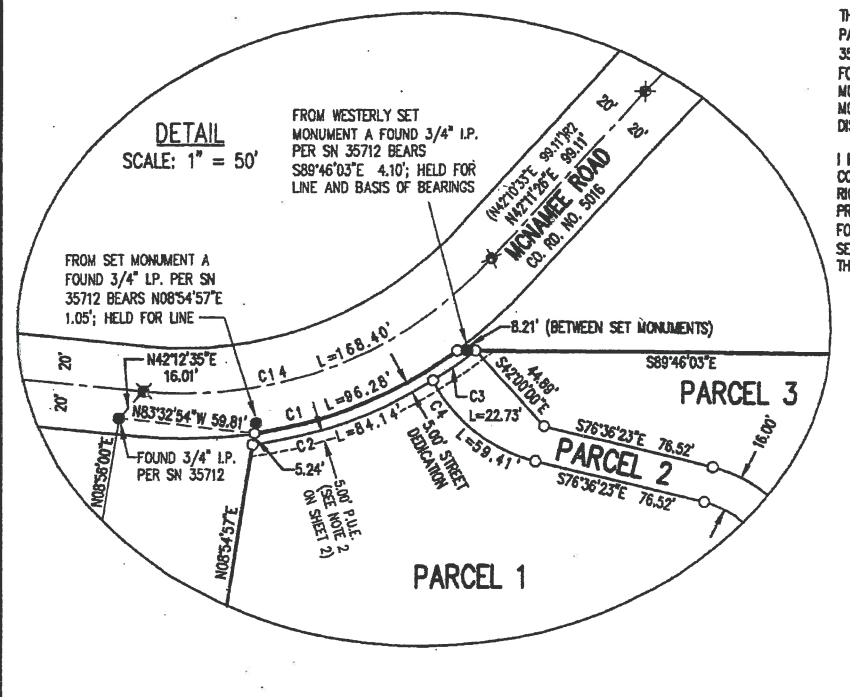 DETAIL
SCALE: 1" = 50'
FROM WESTERLY SET
MONUMENT A FOUND 3/4" I.P.
PER SN 35712 BEARS
S89°46'03"E 4.10'; HELD FOR
LINE AND BASIS OF BEARINGS
20'
20'
(N42°10'33"E 99.11')R2
N42°11'26"E 99.11'
MCNAMEE ROAD
CO. RD. NO. 5016
FROM SET MONUMENT A
FOUND 3/4" I.P. PER SN
35712 BEARS N08°54'57"E
1.05'; HELD FOR LINE
8.21' (BETWEEN SET MONUMENTS)
S89°46'03"E
PARCEL 3
20'
20'
N42°12'35"E
16.01'
C14
L=168.40'
N83°32'54"W 59.81'
C1
L=96.28'
C2
L=84.14'
C3
L=22.73'
C4
L=59.41'
44.89'
S42°00'00"E
S76°36'23"E 76.52'
PARCEL 2
S76°36'23"E 76.52'
16.00'
FOUND 3/4" I.P.
PER SN 35712
5.24'
5.00' STREET
DEDICATION
5.00' P.U.E.
(SEE NOTE 2
ON SHEET 2)
N08°56'00"E
N08°54'57"E
PARCEL 1
35